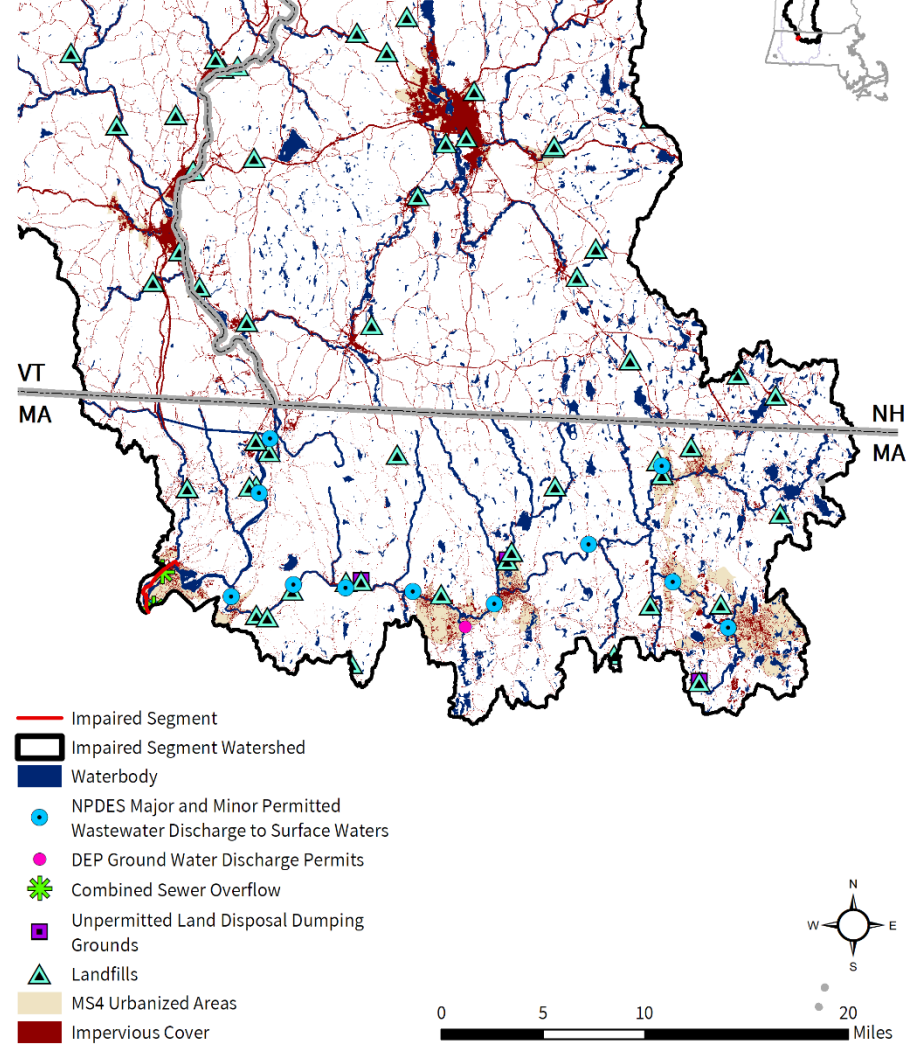 VT
MA
NH
MA
Impaired Segment
Impaired Segment Watershed
Waterbody
NPDES Major and Minor Permitted
Wastewater Discharge to Surface Waters
DEP Ground Water Discharge Permits
Combined Sewer Overflow
Unpermitted Land Disposal Dumping
Grounds
Landfills
MS4 Urbanized Areas
Impervious Cover
N
W E
S
0 5 10 20
Miles